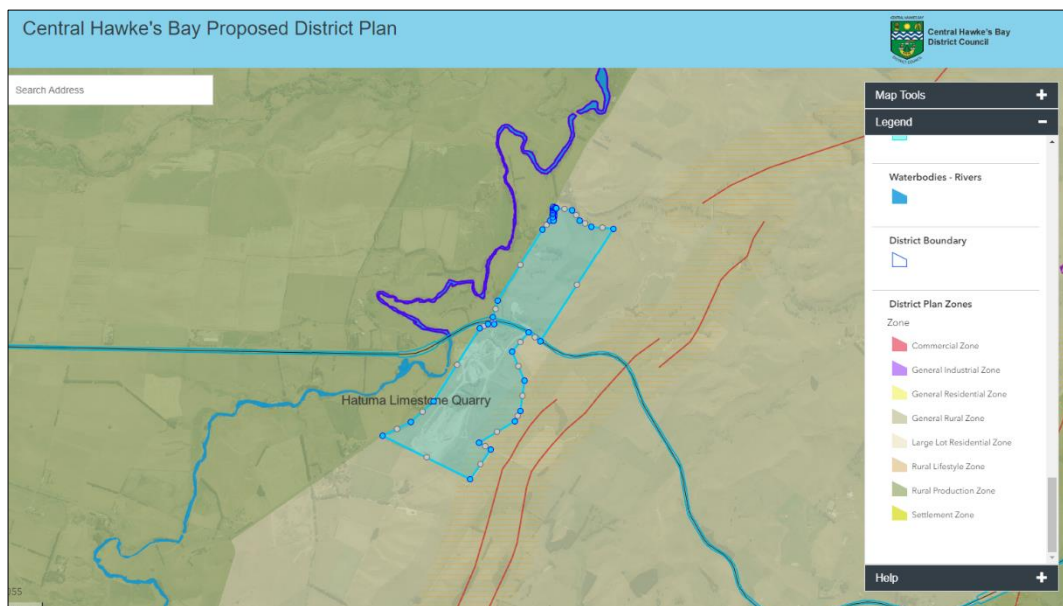 Central Hawke's Bay Proposed District Plan
Central Hawke's Bay
District Council
Search Address
Map Tools +
Legend −
Waterbodies - Rivers
District Boundary
District Plan Zones
Zone
Commercial Zone
General Industrial Zone
General Residential Zone
General Rural Zone
Large Lot Residential Zone
Rural Lifestyle Zone
Rural Production Zone
Settlement Zone
Help +
Hatuma Limestone Quarry